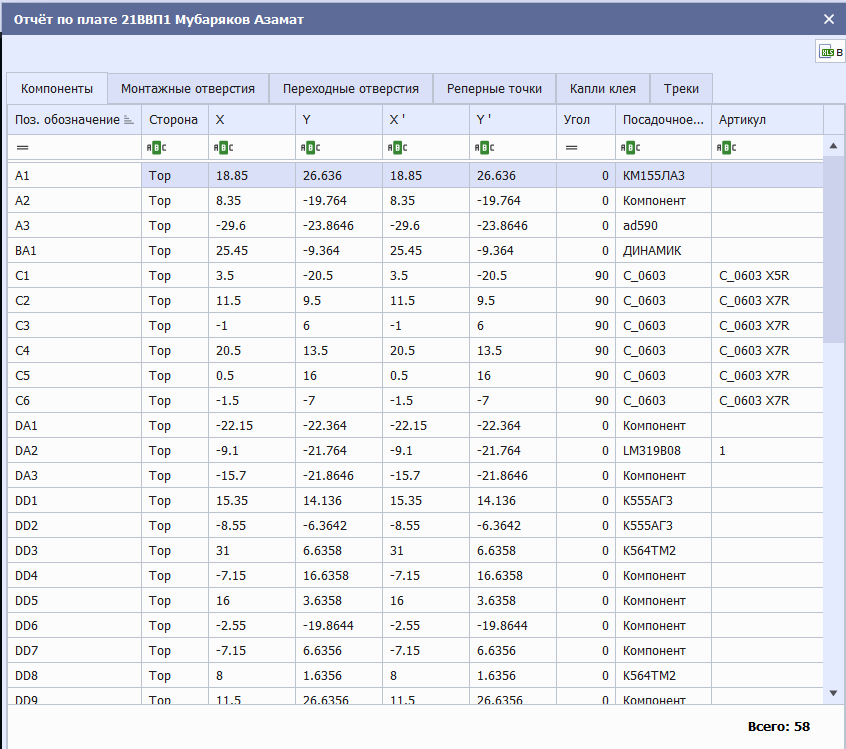 Отчёт по плате 21ВВП1 Мубаряков Азамат
XLS В
Компоненты Монтажные отверстия Переходные отверстия Реперные точки Капли клея Треки
Поз. обозначение Сторона X Y X ' Y ' Угол Посадочное... Артикул
= ABC ABC ABC ABC ABC = ABC ABC
A1 Top 18.85 26.636 18.85 26.636 0 КМ155ЛА3
A2 Top 8.35 -19.764 8.35 -19.764 0 Компонент
A3 Top -29.6 -23.8646 -29.6 -23.8646 0 ad590
BA1 Top 25.45 -9.364 25.45 -9.364 0 ДИНАМИК
C1 Top 3.5 -20.5 3.5 -20.5 90 C_0603 C_0603 X5R
C2 Top 11.5 9.5 11.5 9.5 90 C_0603 C_0603 X7R
C3 Top -1 6 -1 6 90 C_0603 C_0603 X7R
C4 Top 20.5 13.5 20.5 13.5 90 C_0603 C_0603 X7R
C5 Top 0.5 16 0.5 16 90 C_0603 C_0603 X7R
C6 Top -1.5 -7 -1.5 -7 90 C_0603 C_0603 X7R
DA1 Top -22.15 -22.364 -22.15 -22.364 0 Компонент
DA2 Top -9.1 -21.764 -9.1 -21.764 0 LM319B08 1
DA3 Top -15.7 -21.8646 -15.7 -21.8646 0 Компонент
DD1 Top 15.35 14.136 15.35 14.136 0 К555АГ3
DD2 Top -8.55 -6.3642 -8.55 -6.3642 0 К555АГ3
DD3 Top 31 6.6358 31 6.6358 0 К564ТМ2
DD4 Top -7.15 16.6358 -7.15 16.6358 0 Компонент
DD5 Top 16 3.6358 16 3.6358 0 Компонент
DD6 Top -2.55 -19.8644 -2.55 -19.8644 0 Компонент
DD7 Top -7.15 6.6356 -7.15 6.6356 0 Компонент
DD8 Top 8 1.6356 8 1.6356 0 К564ТМ2
DD9 Top 11.5 26.6356 11.5 26.6356 0 Компонент
Всего: 58